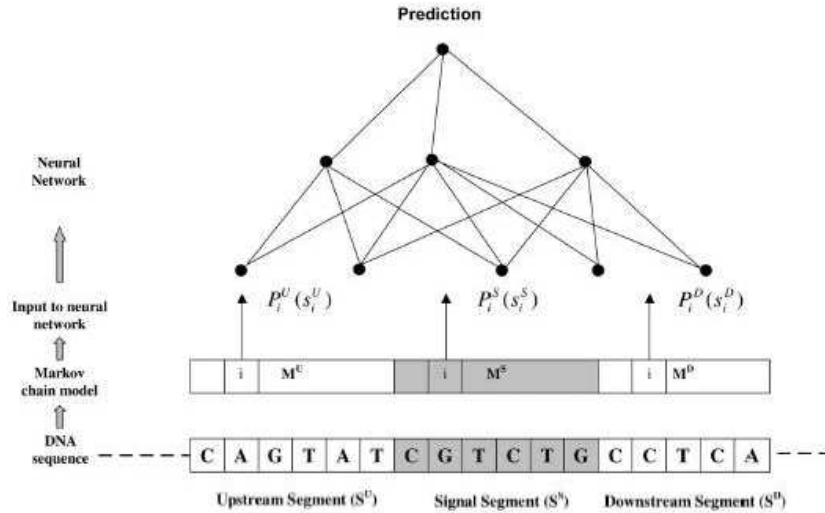 Prediction
Neural
Network
Input to neural
network
P_i^U(s_i^U) P_i^S(s_i^S) P_i^D(s_i^D)
Markov
chain model
i M^U i M^S i M^D
DNA
sequence
C A G T A T C G T C T G C C T C A
Upstream Segment (S^U) Signal Segment (S^S) Downstream Segment (S^D)